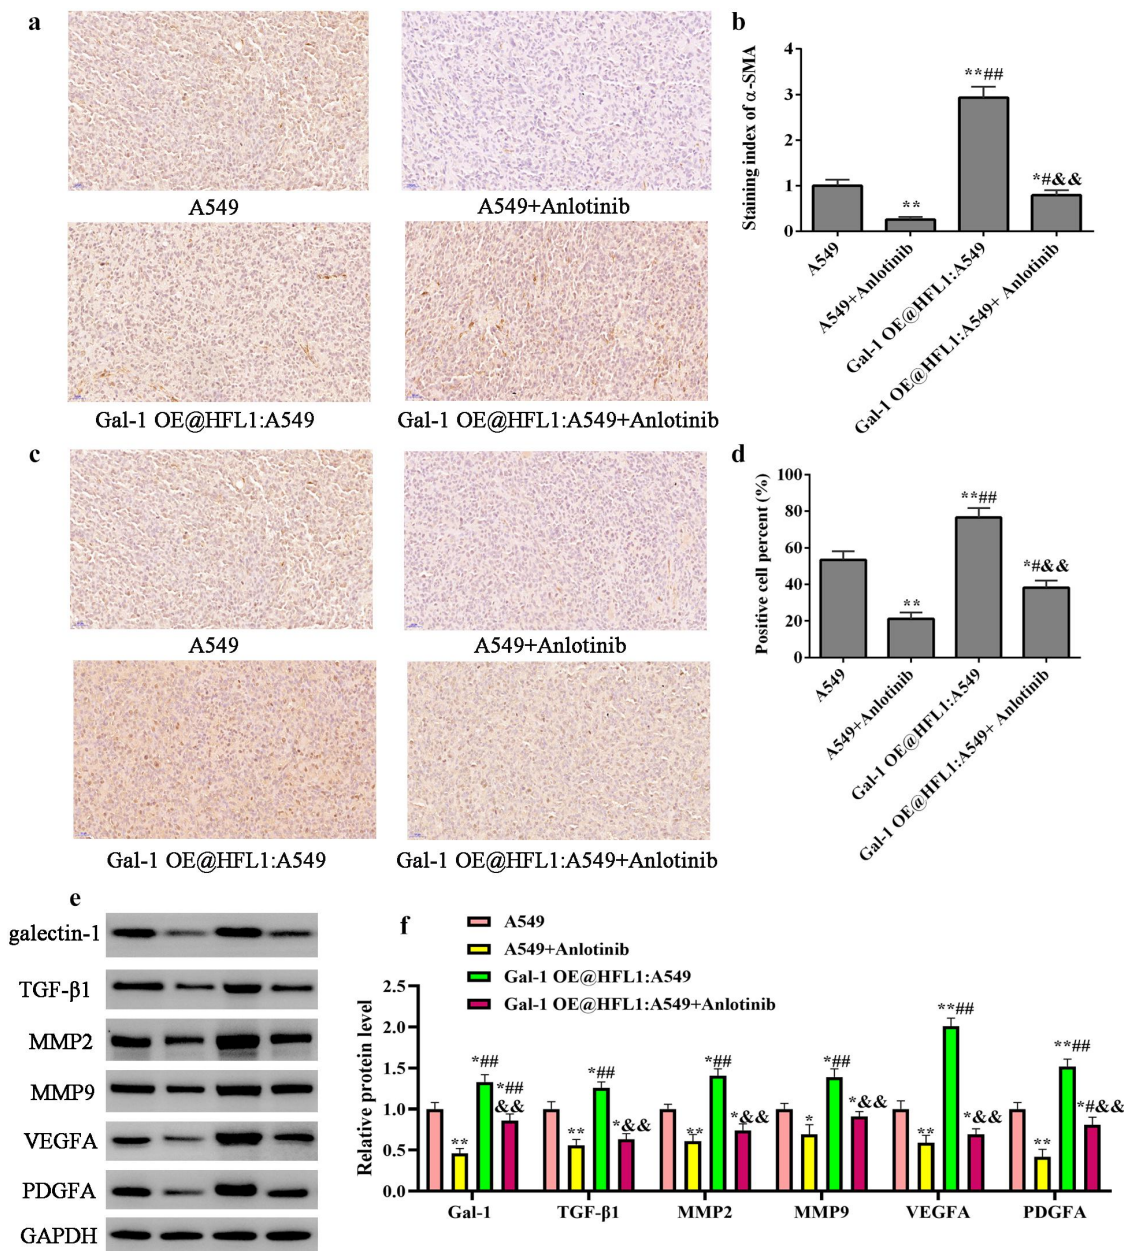 a
A549
A549+Anlotinib
Gal-1 OE@HFL1:A549
Gal-1 OE@HFL1:A549+Anlotinib
b
Staining index of α-SMA
4
3
2
1
0
**
**##
*#&&
A549
A549+Anlotinib
Gal-1 OE@HFL1:A549
Gal-1 OE@HFL1:A549+ Anlotinib
c
A549
A549+Anlotinib
Gal-1 OE@HFL1:A549
Gal-1 OE@HFL1:A549+Anlotinib
d
Positive cell percent (%)
100
80
60
40
20
0
**
**##
*#&&
A549
A549+Anlotinib
Gal-1 OE@HFL1:A549
Gal-1 OE@HFL1:A549+ Anlotinib
e
galectin-1
TGF-β1
MMP2
MMP9
VEGFA
PDGFA
GAPDH
f
A549
A549+Anlotinib
Gal-1 OE@HFL1:A549
Gal-1 OE@HFL1:A549+Anlotinib
Relative protein level
2.5
2.0
1.5
1.0
0.5
0.0
**
*##
*##
&&
**
*##
*&&
**
*##
*&&
*
*##
*&&
**
**##
*&&
**
**##
*#&&
Gal-1
TGF-β1
MMP2
MMP9
VEGFA
PDGFA